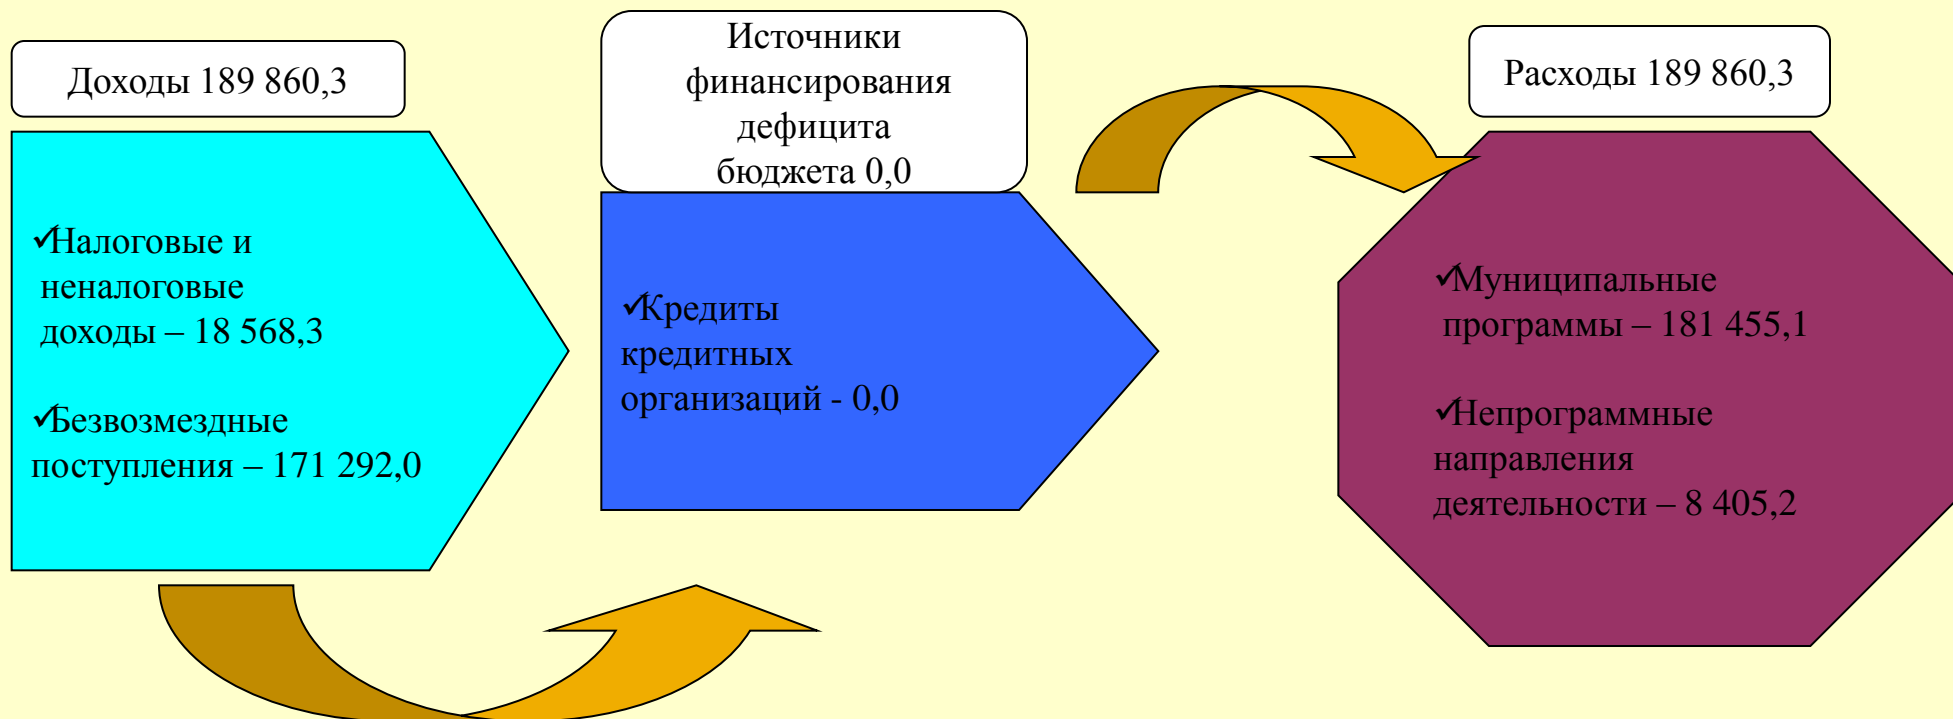 Доходы 189 860,3
✓Налоговые и
неналоговые
доходы – 18 568,3
✓Безвозмездные
поступления – 171 292,0
Источники
финансирования
дефицита
бюджета 0,0
✓Кредиты
кредитных
организаций - 0,0
Расходы 189 860,3
✓Муниципальные
программы – 181 455,1
✓Непрограммные
направления
деятельности – 8 405,2